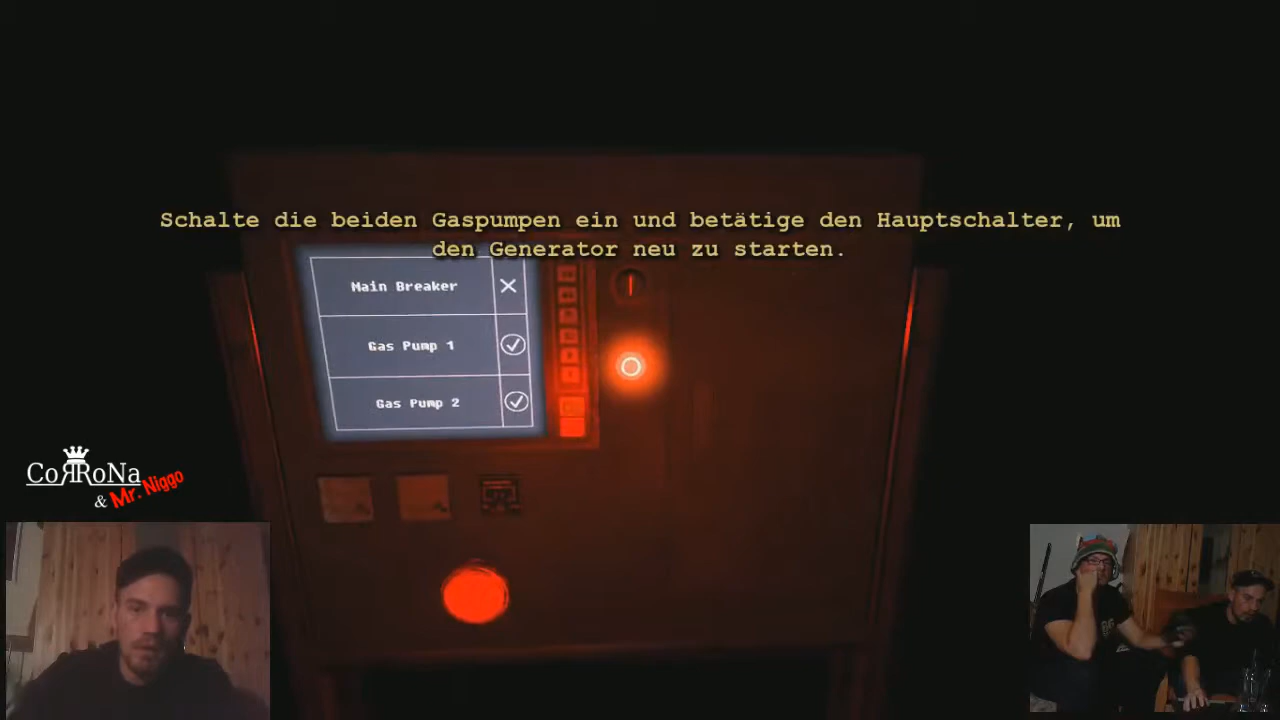 Schalte die beiden Gaspumpen ein und betätige den Hauptschalter, um
den Generator neu zu starten.
Main Breaker
Gas Pump 1
Gas Pump 2
CoRRoNa
& Mr. Niggo